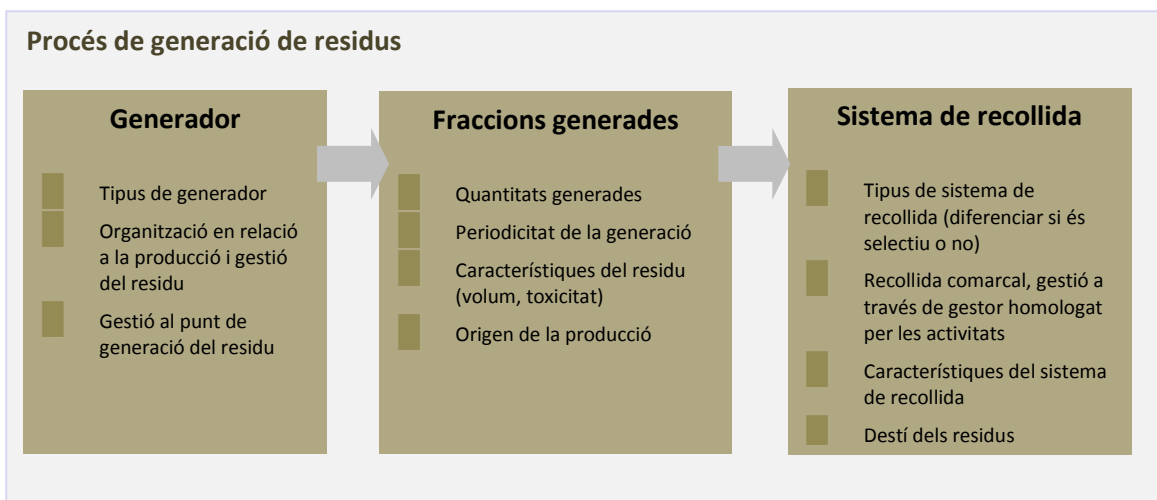 Procés de generació de residus
Generador
Tipus de generador
Organització en relació
a la producció i gestió
del residu
Gestió al punt de
generació del residu
Fraccions generades
Quantitats generades
Periodicitat de la generació
Característiques del residu
(volum, toxicitat)
Origen de la producció
Sistema de recollida
Tipus de sistema de
recollida (diferenciar si és
selectiu o no)
Recollida comarcal, gestió a
través de gestor homologat
per les activitats
Característiques del sistema
de recollida
Destí dels residus